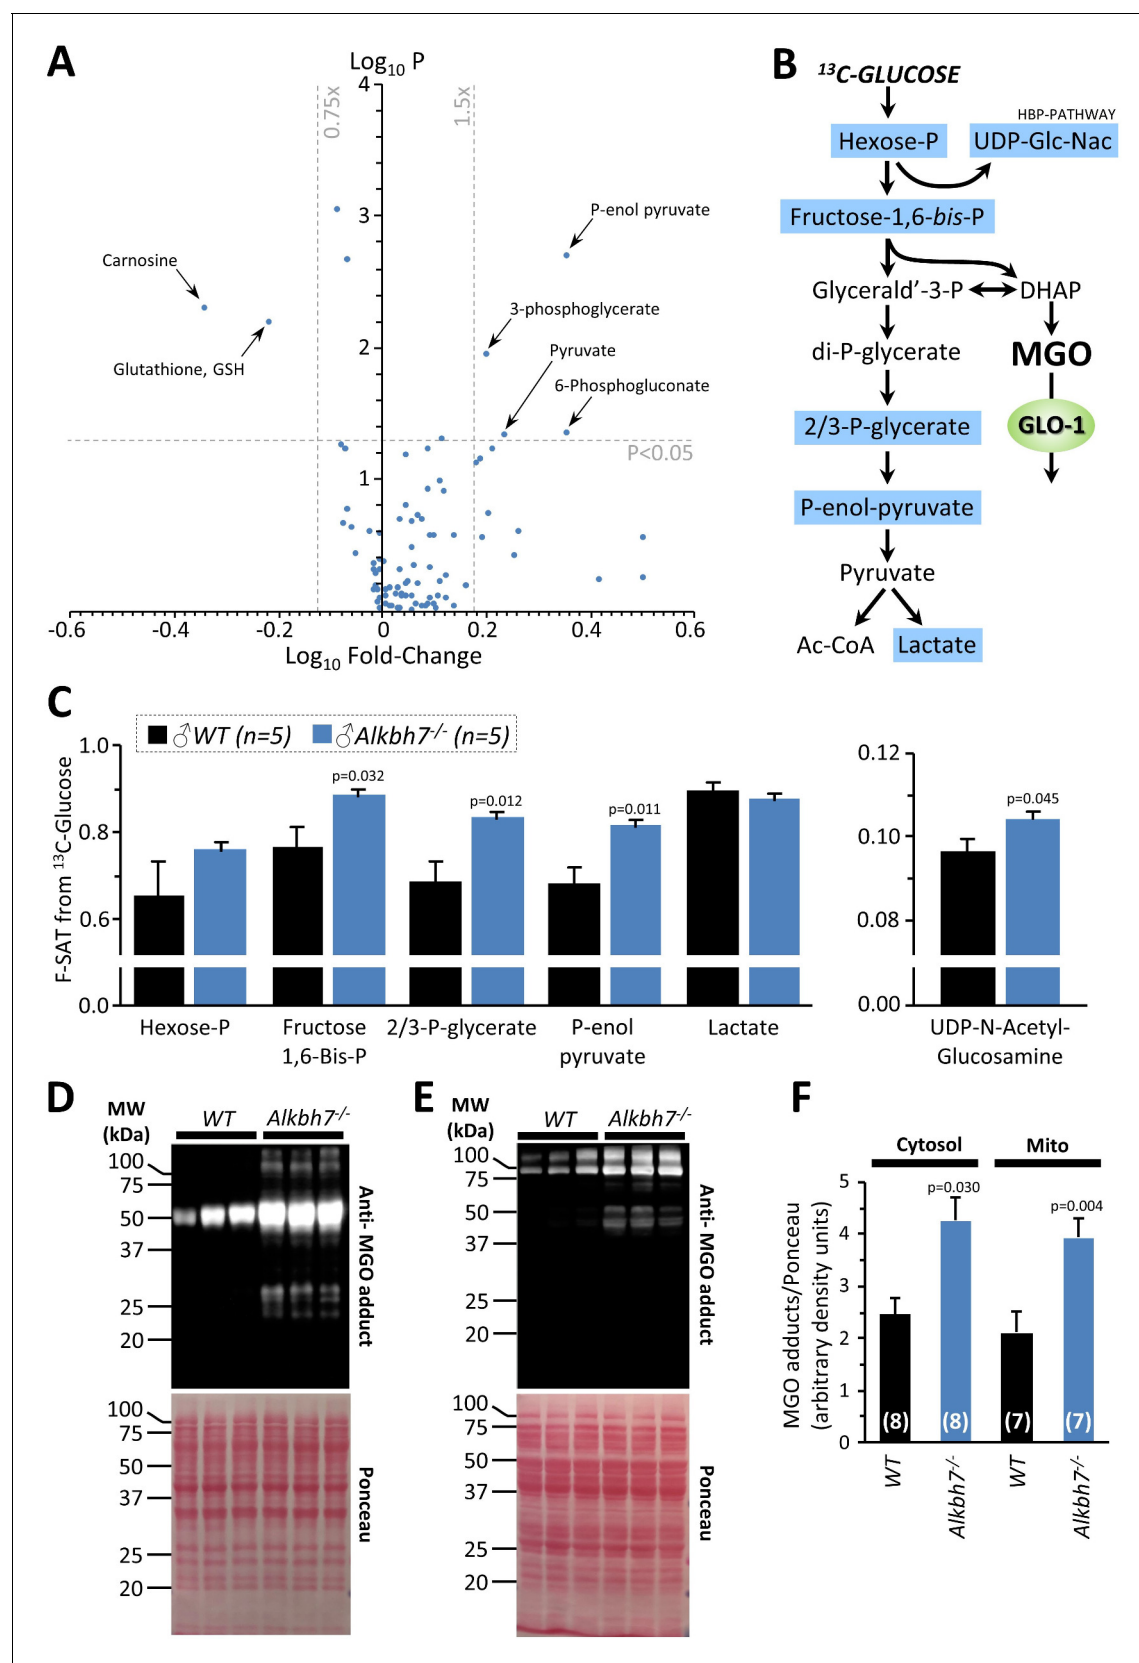 A
Log10 P
4
3
2
1
0.75x
1.5x
P-enol pyruvate
Carnosine
3-phosphoglycerate
Pyruvate
Glutathione, GSH
6-Phosphogluconate
P<0.05
-0.6 -0.4 -0.2 0 0.2 0.4 0.6
Log10 Fold-Change
B
13C-GLUCOSE
HBP-PATHWAY
Hexose-P UDP-Glc-Nac
Fructose-1,6-bis-P
Glycerald'-3-P DHAP
di-P-glycerate MGO
2/3-P-glycerate GLO-1
P-enol-pyruvate
Pyruvate
Ac-CoA Lactate
C
♂WT (n=5) ♂Alkbh7-/- (n=5)
F-SAT from 13C-Glucose
1.0
0.8
0.6
0.0
p=0.032
p=0.012
p=0.011
Hexose-P
Fructose
1,6-Bis-P
2/3-P-glycerate
P-enol
pyruvate
Lactate
0.12
0.10
0.08
0.00
p=0.045
UDP-N-Acetyl-
Glucosamine
D
MW
(kDa)
WT Alkbh7-/-
100
75
50
37
25
20
Anti- MGO adduct
100
75
50
37
25
20
Ponceau
E
MW
(kDa)
WT Alkbh7-/-
100
75
50
37
25
20
Anti- MGO adduct
100
75
50
37
25
20
Ponceau
F
Cytosol Mito
MGO adducts/Ponceau
(arbitrary density units)
5
4
3
2
1
0
p=0.030
p=0.004
(8) (8) (7) (7)
WT Alkbh7-/- WT Alkbh7-/-